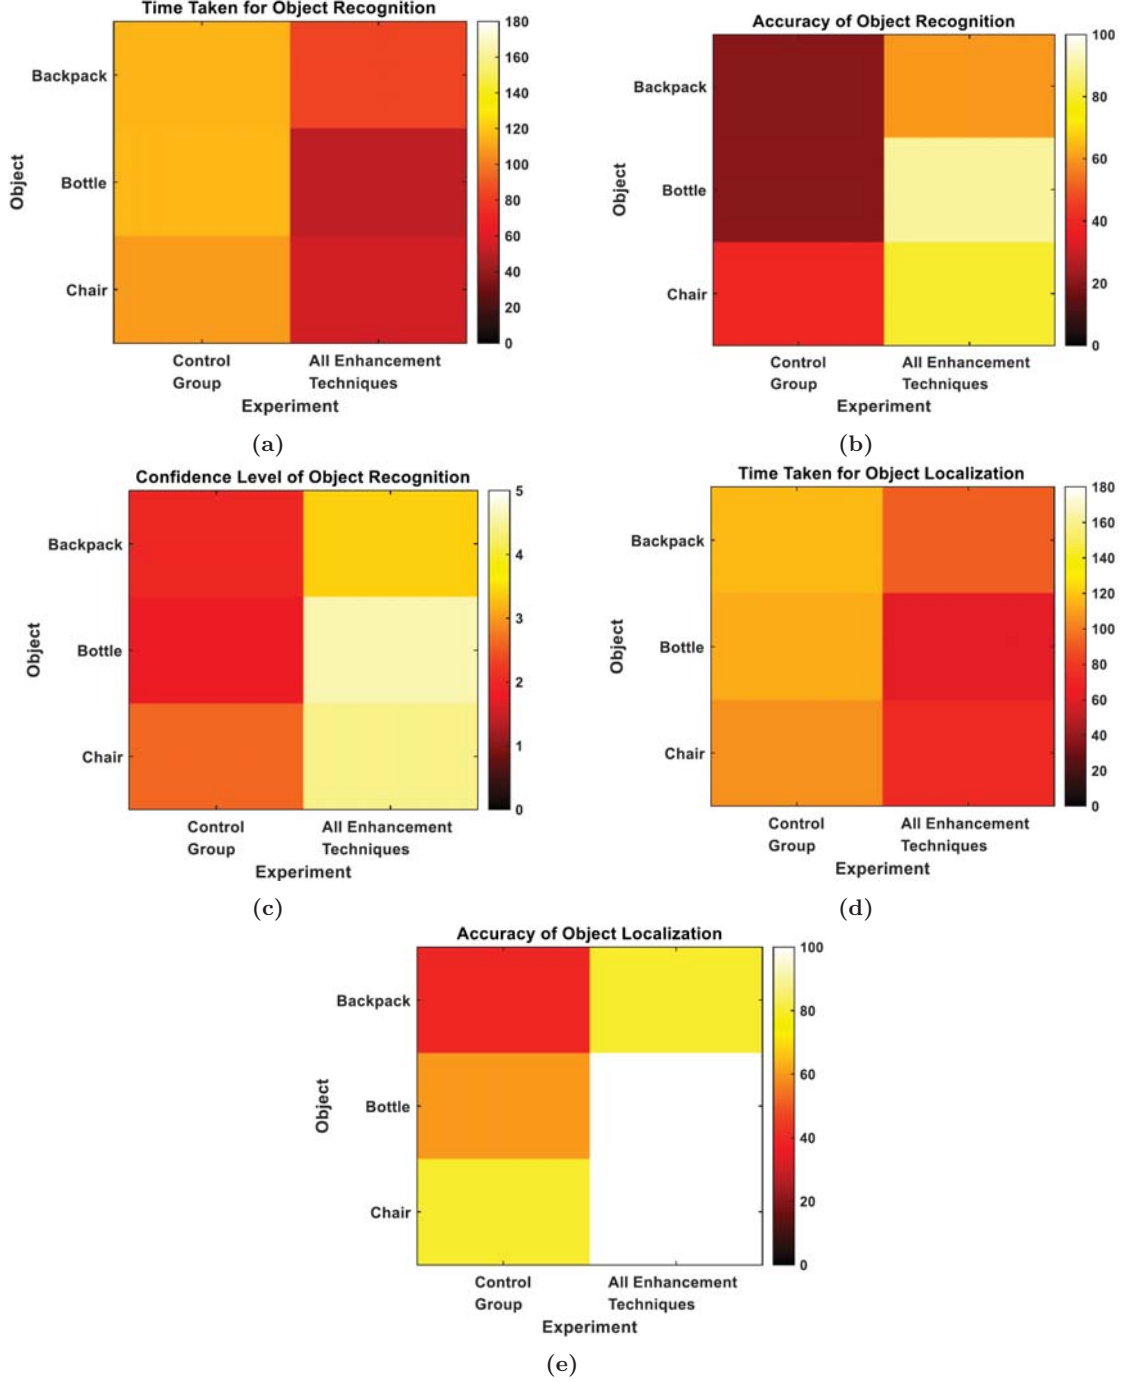 Time Taken for Object Recognition
Object
Backpack
Bottle
Chair
180
160
140
120
100
80
60
40
20
0
Control Group
All Enhancement Techniques
Experiment
(a)
Accuracy of Object Recognition
Object
Backpack
Bottle
Chair
100
80
60
40
20
0
Control Group
All Enhancement Techniques
Experiment
(b)
Confidence Level of Object Recognition
Object
Backpack
Bottle
Chair
5
4
3
2
1
0
Control Group
All Enhancement Techniques
Experiment
(c)
Time Taken for Object Localization
Object
Backpack
Bottle
Chair
180
160
140
120
100
80
60
40
20
0
Control Group
All Enhancement Techniques
Experiment
(d)
Accuracy of Object Localization
Object
Backpack
Bottle
Chair
100
80
60
40
20
0
Control Group
All Enhancement Techniques
Experiment
(e)